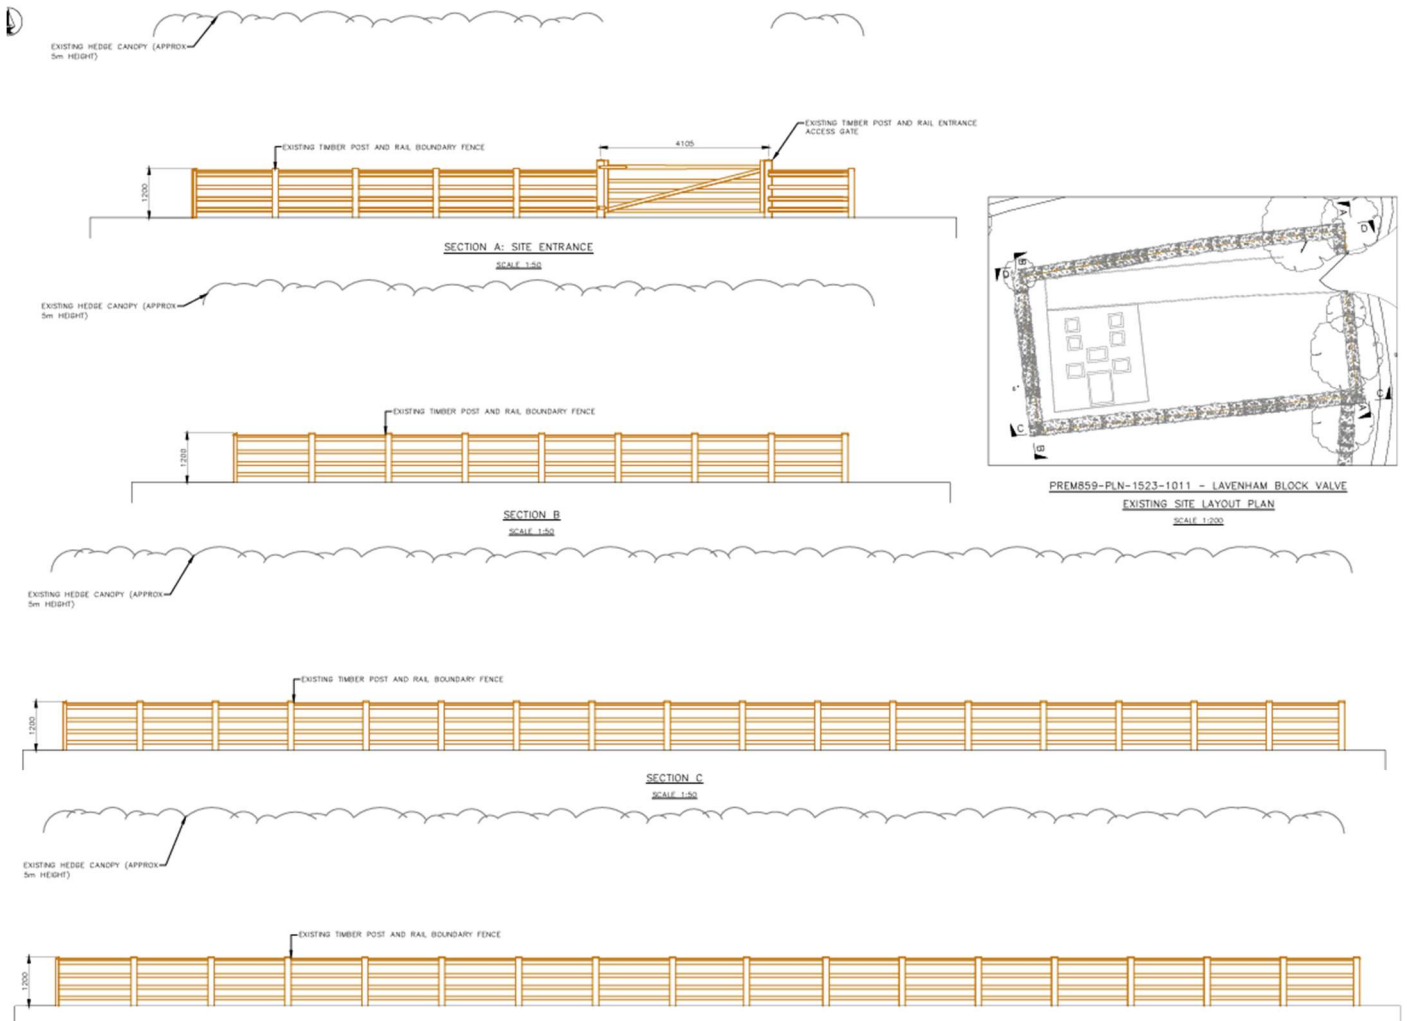 EXISTING HEDGE CANOPY (APPROX
5m HEIGHT)
EXISTING TIMBER POST AND RAIL BOUNDARY FENCE
4105
EXISTING TIMBER POST AND RAIL ENTRANCE
ACCESS GATE
1200
SECTION A: SITE ENTRANCE
SCALE 1:50
EXISTING HEDGE CANOPY (APPROX
5m HEIGHT)
EXISTING TIMBER POST AND RAIL BOUNDARY FENCE
1200
SECTION B
SCALE 1:50
A
D
B
D
C
A
C
B
PREM859-PLN-1523-1011 - LAVENHAM BLOCK VALVE
EXISTING SITE LAYOUT PLAN
SCALE 1:200
EXISTING HEDGE CANOPY (APPROX
5m HEIGHT)
EXISTING TIMBER POST AND RAIL BOUNDARY FENCE
1200
SECTION C
SCALE 1:50
EXISTING HEDGE CANOPY (APPROX
5m HEIGHT)
EXISTING TIMBER POST AND RAIL BOUNDARY FENCE
1200